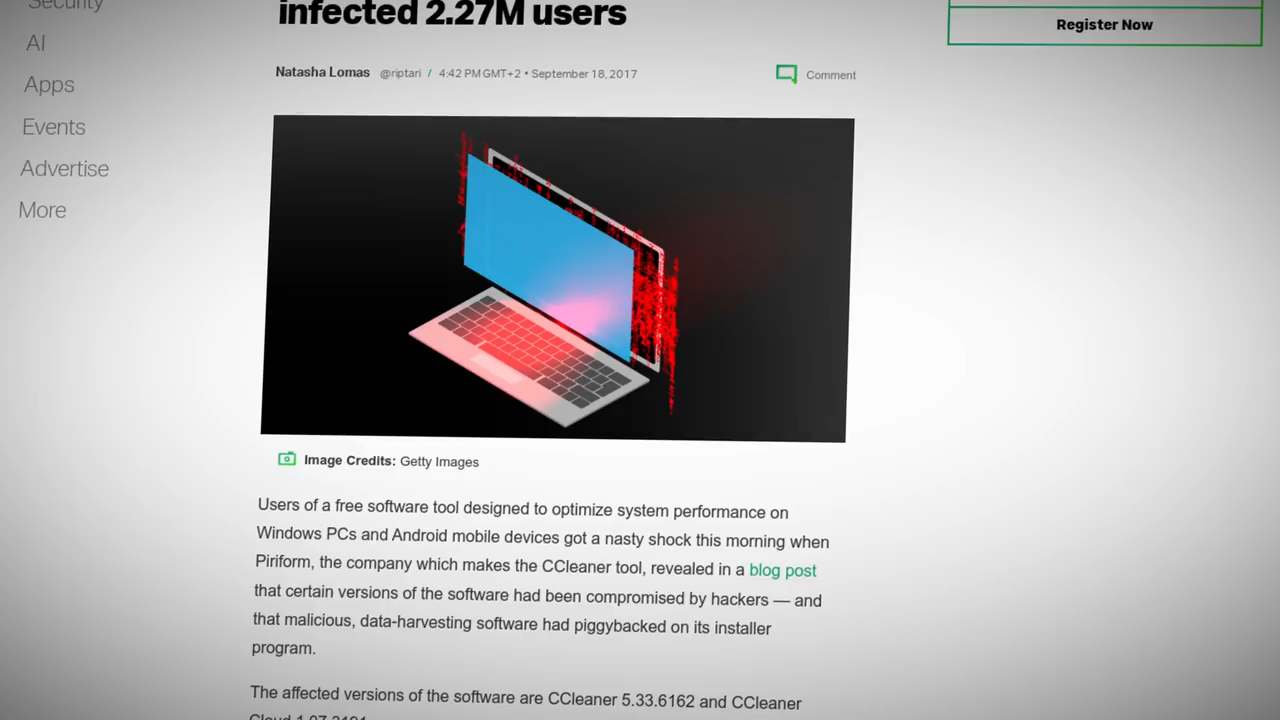 Security
AI
Apps
Events
Advertise
More
infected 2.27M users
Register Now
Natasha Lomas @riptari / 4:42 PM GMT+2 • September 18, 2017
Comment
Image Credits: Getty Images
Users of a free software tool designed to optimize system performance on
Windows PCs and Android mobile devices got a nasty shock this morning when
Piriform, the company which makes the CCleaner tool, revealed in a blog post
that certain versions of the software had been compromised by hackers — and
that malicious, data-harvesting software had piggybacked on its installer
program.
The affected versions of the software are CCleaner 5.33.6162 and CCleaner
Cloud 1.07.3191